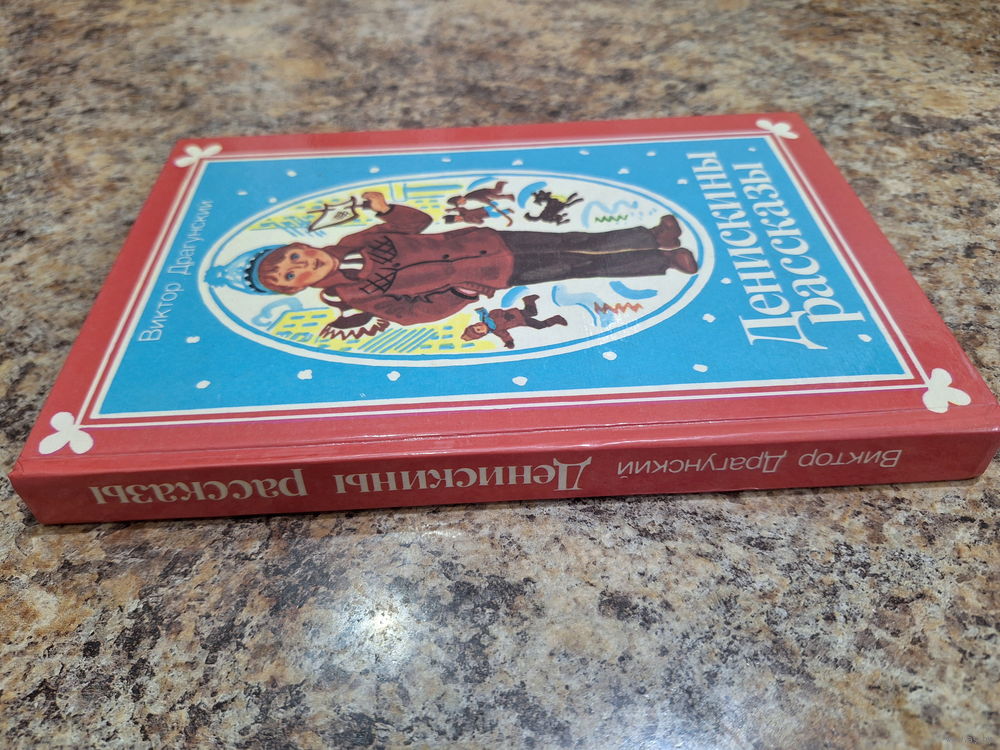 Виктор Драгунский
Денискины
рассказы
Виктор Драгунский
Денискины рассказы